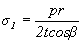 σ₁ = pr / 2tcosβ